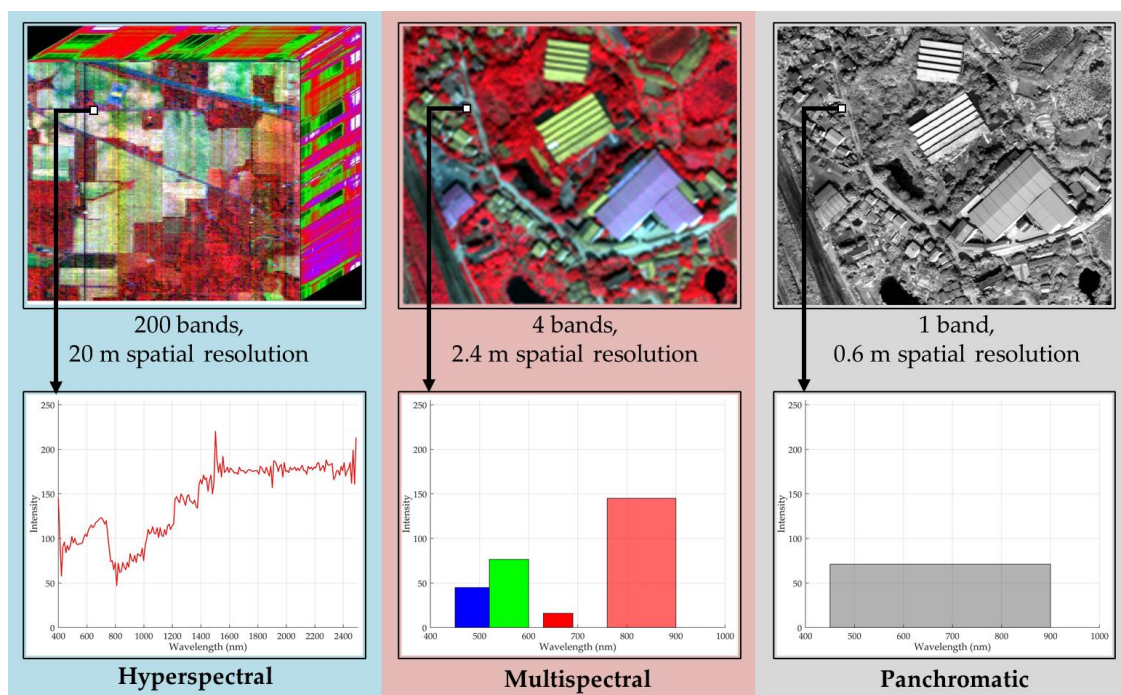 200 bands,
20 m spatial resolution
4 bands,
2.4 m spatial resolution
1 band,
0.6 m spatial resolution
250
200
150
100
50
0
Intensity
400 600 800 1000 1200 1400 1600 1800 2000 2200 2400
Wavelength (nm)
Hyperspectral
250
200
150
100
50
0
Intensity
400 500 600 700 800 900 1000
Wavelength (nm)
Multispectral
250
200
150
100
50
0
Intensity
400 500 600 700 800 900 1000
Wavelength (nm)
Panchromatic